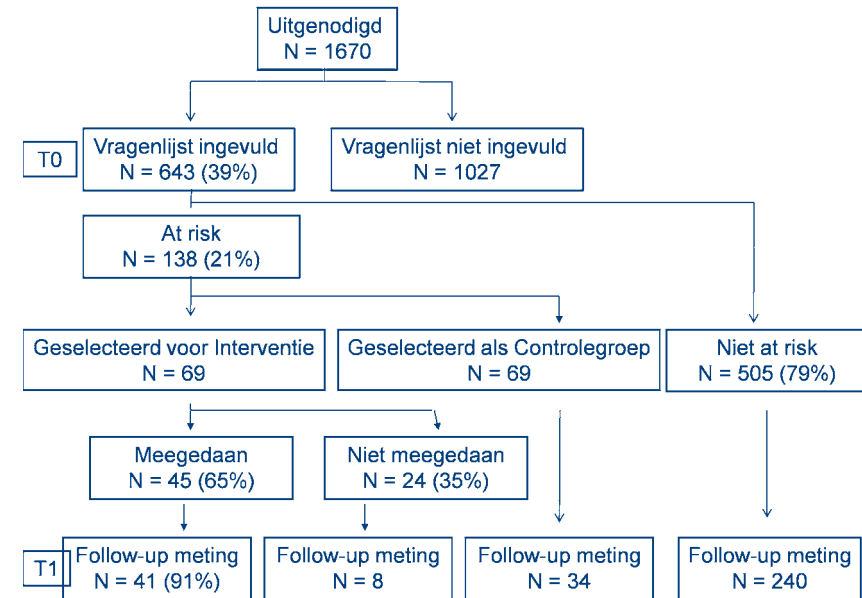 Uitgenodigd
N = 1670
T0
Vragenlijst ingevuld
N = 643 (39%)
Vragenlijst niet ingevuld
N = 1027
At risk
N = 138 (21%)
Geselecteerd voor Interventie
N = 69
Geselecteerd als Controlegroep
N = 69
Niet at risk
N = 505 (79%)
Meegedaan
N = 45 (65%)
Niet meegedaan
N = 24 (35%)
T1
Follow-up meting
N = 41 (91%)
Follow-up meting
N = 8
Follow-up meting
N = 34
Follow-up meting
N = 240